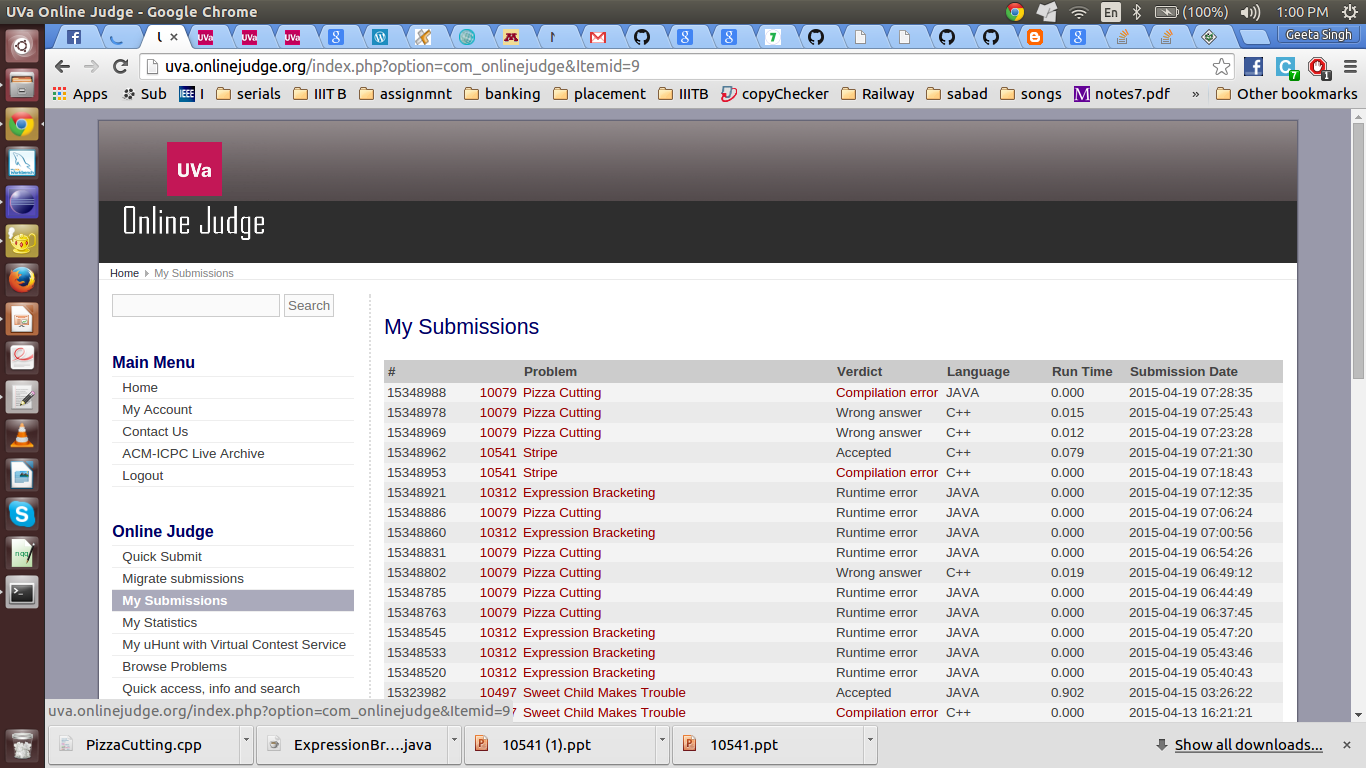 UVa Online Judge - Google Chrome
En
(100%)
1:00 PM
Geeta Singh
uva.onlinejudge.org/index.php?option=com_onlinejudge&Itemid=9
Apps Sub IEEE I serials IIIT B assignmnt banking placement IIITB copyChecker Railway sabad songs notes7.pdf » Other bookmarks
UVa
Online Judge
Home My Submissions
Search
My Submissions
Main Menu
Home
My Account
Contact Us
ACM-ICPC Live Archive
Logout
Online Judge
Quick Submit
Migrate submissions
My Submissions
My Statistics
My uHunt with Virtual Contest Service
Browse Problems
Quick access, info and search
# Problem Verdict Language Run Time Submission Date
15348988 10079 Pizza Cutting Compilation error JAVA 0.000 2015-04-19 07:28:35
15348978 10079 Pizza Cutting Wrong answer C++ 0.015 2015-04-19 07:25:43
15348969 10079 Pizza Cutting Wrong answer C++ 0.012 2015-04-19 07:23:28
15348962 10541 Stripe Accepted C++ 0.079 2015-04-19 07:21:30
15348953 10541 Stripe Compilation error C++ 0.000 2015-04-19 07:18:43
15348921 10312 Expression Bracketing Runtime error JAVA 0.000 2015-04-19 07:12:35
15348886 10079 Pizza Cutting Runtime error JAVA 0.000 2015-04-19 07:06:24
15348860 10312 Expression Bracketing Runtime error JAVA 0.000 2015-04-19 07:00:56
15348831 10079 Pizza Cutting Runtime error JAVA 0.000 2015-04-19 06:54:26
15348802 10079 Pizza Cutting Wrong answer C++ 0.019 2015-04-19 06:49:12
15348785 10079 Pizza Cutting Runtime error JAVA 0.000 2015-04-19 06:44:49
15348763 10079 Pizza Cutting Runtime error JAVA 0.000 2015-04-19 06:37:45
15348545 10312 Expression Bracketing Runtime error JAVA 0.000 2015-04-19 05:47:20
15348533 10312 Expression Bracketing Runtime error JAVA 0.000 2015-04-19 05:43:46
15348520 10312 Expression Bracketing Runtime error JAVA 0.000 2015-04-19 05:40:43
15323982 10497 Sweet Child Makes Trouble Accepted JAVA 0.902 2015-04-15 03:26:22
Sweet Child Makes Trouble Compilation error C++ 0.000 2015-04-13 16:21:21
uva.onlinejudge.org/index.php?option=com_onlinejudge&Itemid=9
PizzaCutting.cpp
ExpressionBr....java
10541 (1).ppt
10541.ppt
Show all downloads...